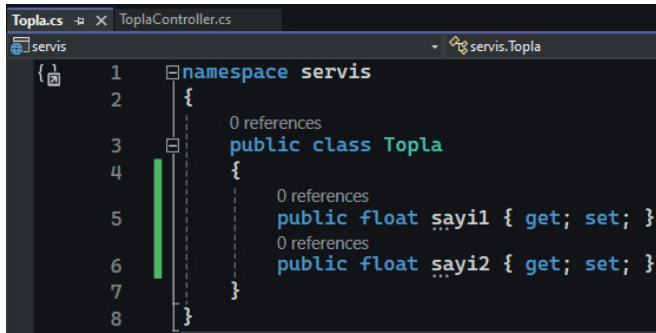 Topla.cs ToplaController.cs
servis servis.Topla
1 namespace servis
2 {
0 references
3 public class Topla
4 {
0 references
5 public float sayi1 { get; set; }
0 references
6 public float sayi2 { get; set; }
7 }
8 }